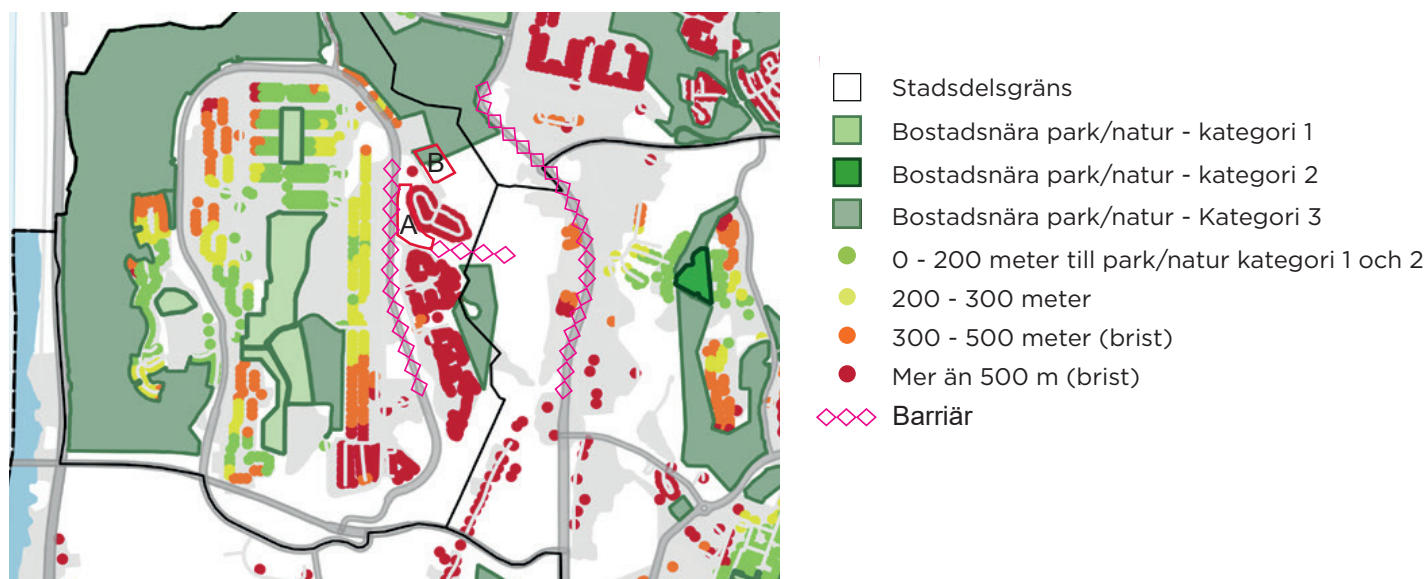 B
A
Stadsdelsgräns
Bostadsnära park/natur - kategori 1
Bostadsnära park/natur - kategori 2
Bostadsnära park/natur - Kategori 3
0 - 200 meter till park/natur kategori 1 och 2
200 - 300 meter
300 - 500 meter (brist)
Mer än 500 m (brist)
Barriär